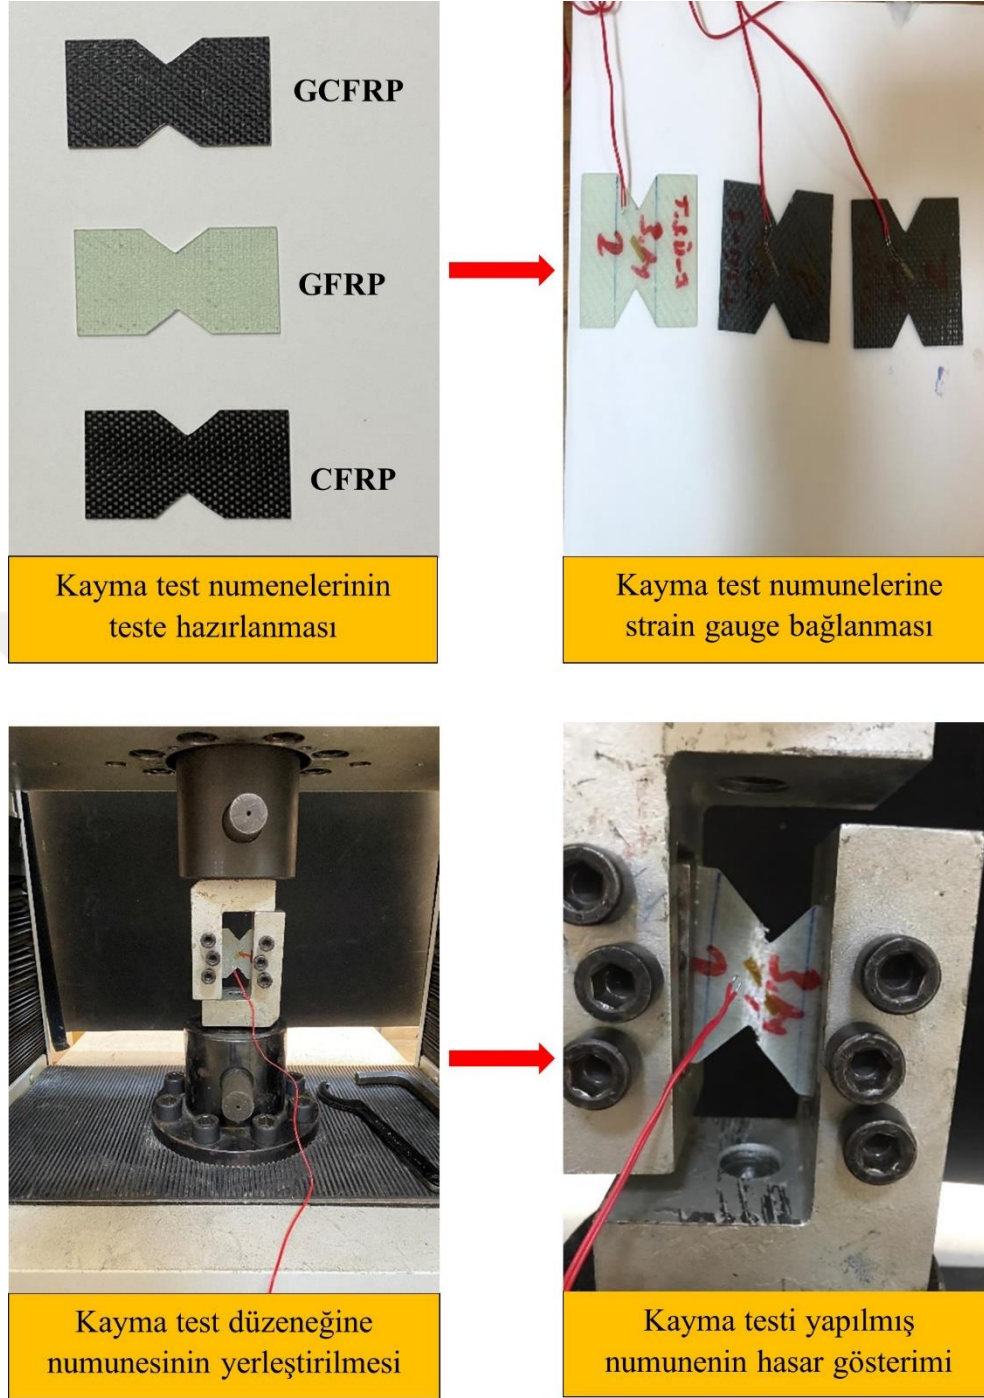 GCFRP
GFRP
CFRP
2
Kayma test numenelerinin
teste hazırlanması
Kayma test numunelerine
strain gauge bağlanması
Kayma test düzeneğine
numunesinin yerleştirilmesi
Kayma testi yapılmış
numunenin hasar gösterimi